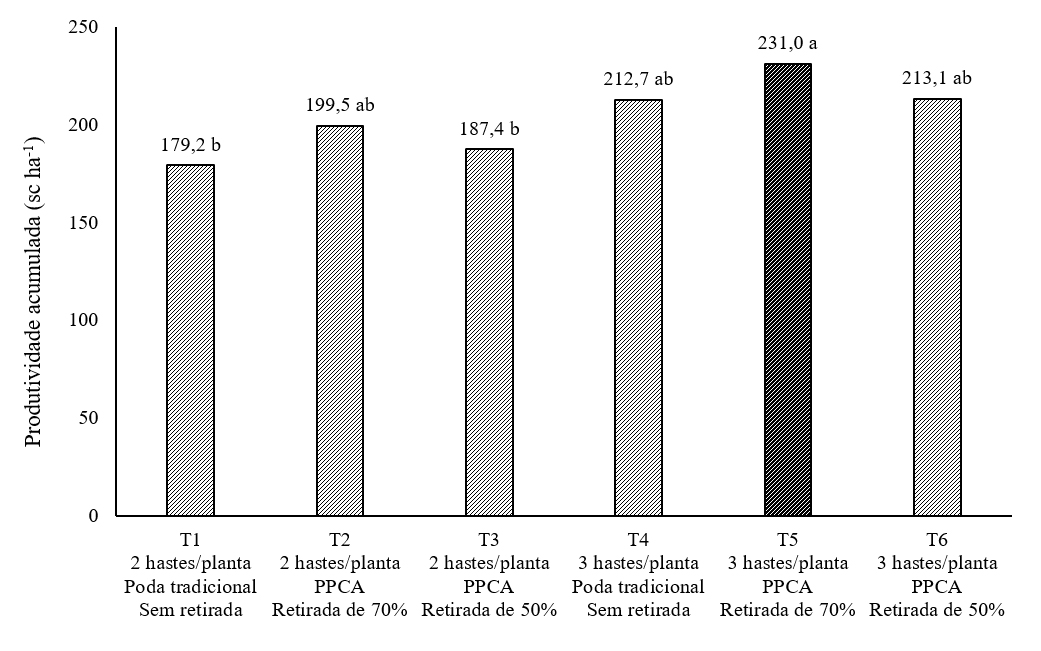 Produtividade acumulada (sc ha⁻¹)
250
200
150
100
50
0
179,2 b
199,5 ab
187,4 b
212,7 ab
231,0 a
213,1 ab
T1
2 hastes/planta
Poda tradicional
Sem retirada
T2
2 hastes/planta
PPCA
Retirada de 70%
T3
2 hastes/planta
PPCA
Retirada de 50%
T4
3 hastes/planta
Poda tradicional
Sem retirada
T5
3 hastes/planta
PPCA
Retirada de 70%
T6
3 hastes/planta
PPCA
Retirada de 50%